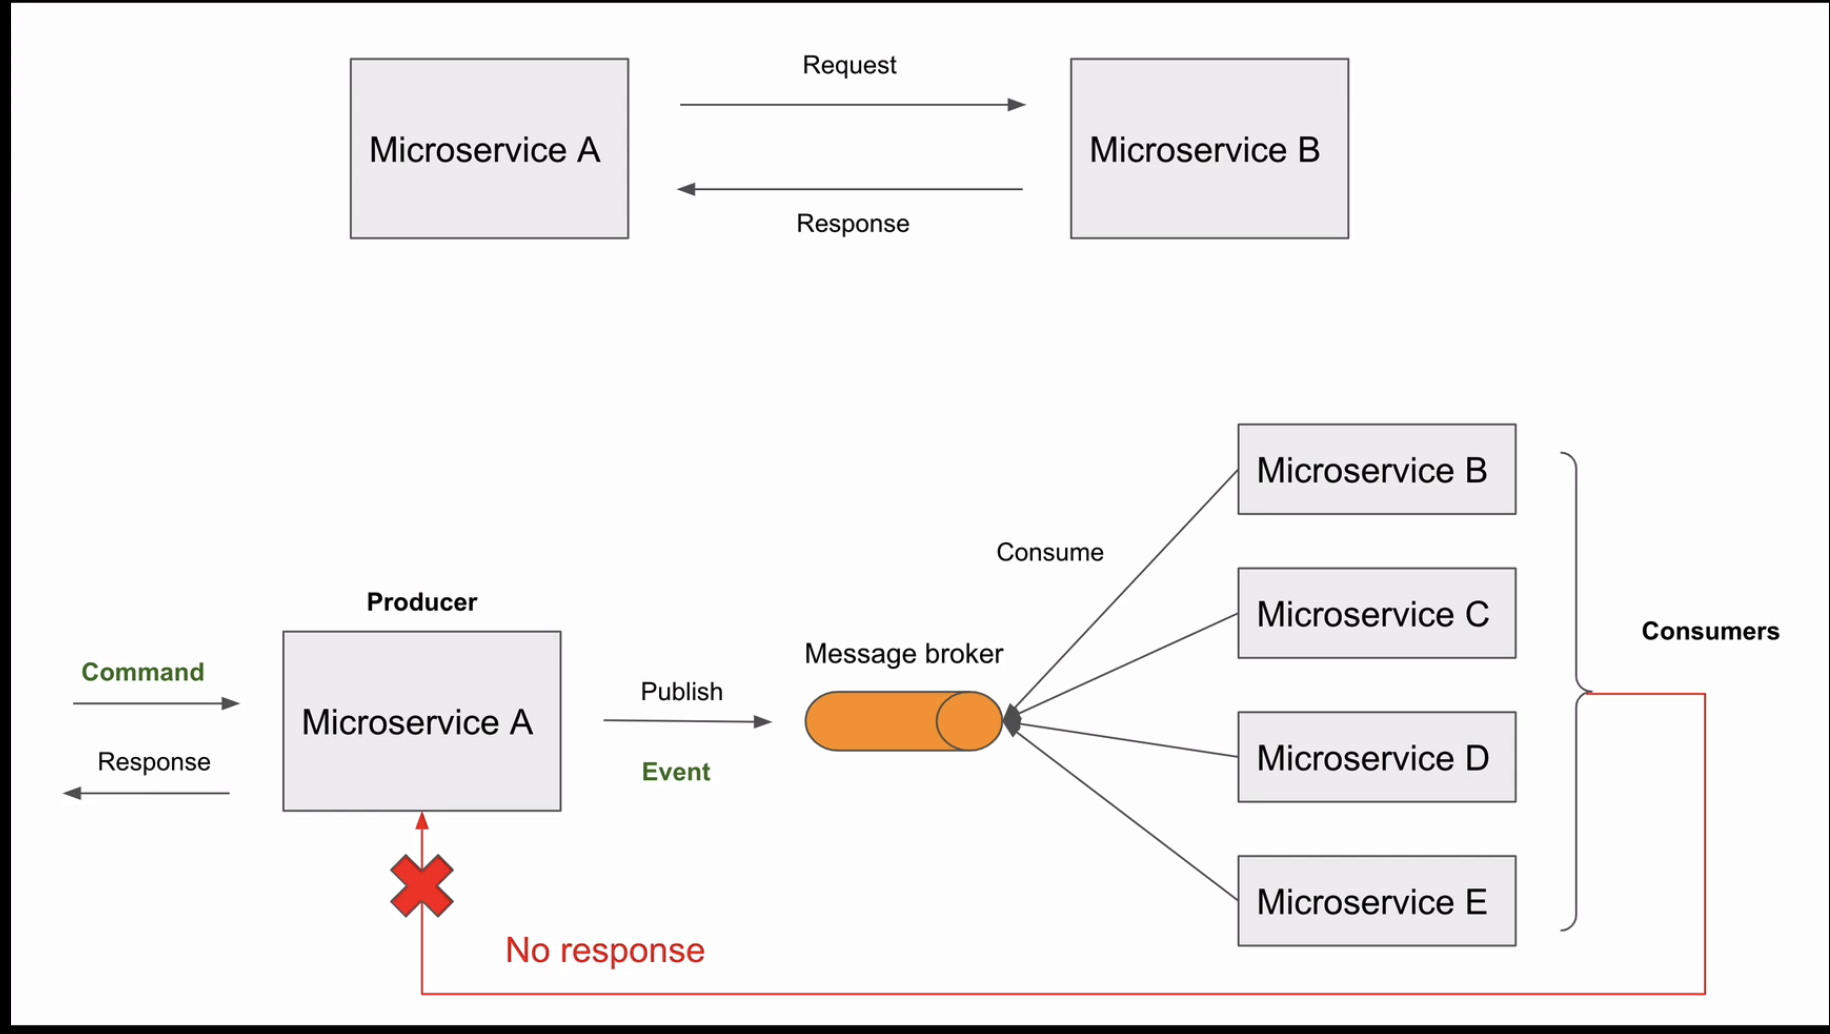 Request
Microservice A
Microservice B
Response
Microservice B
Consume
Microservice C
Producer
Consumers
Message broker
Command
Publish
Microservice A
Response
Event
Microservice D
Microservice E
No response